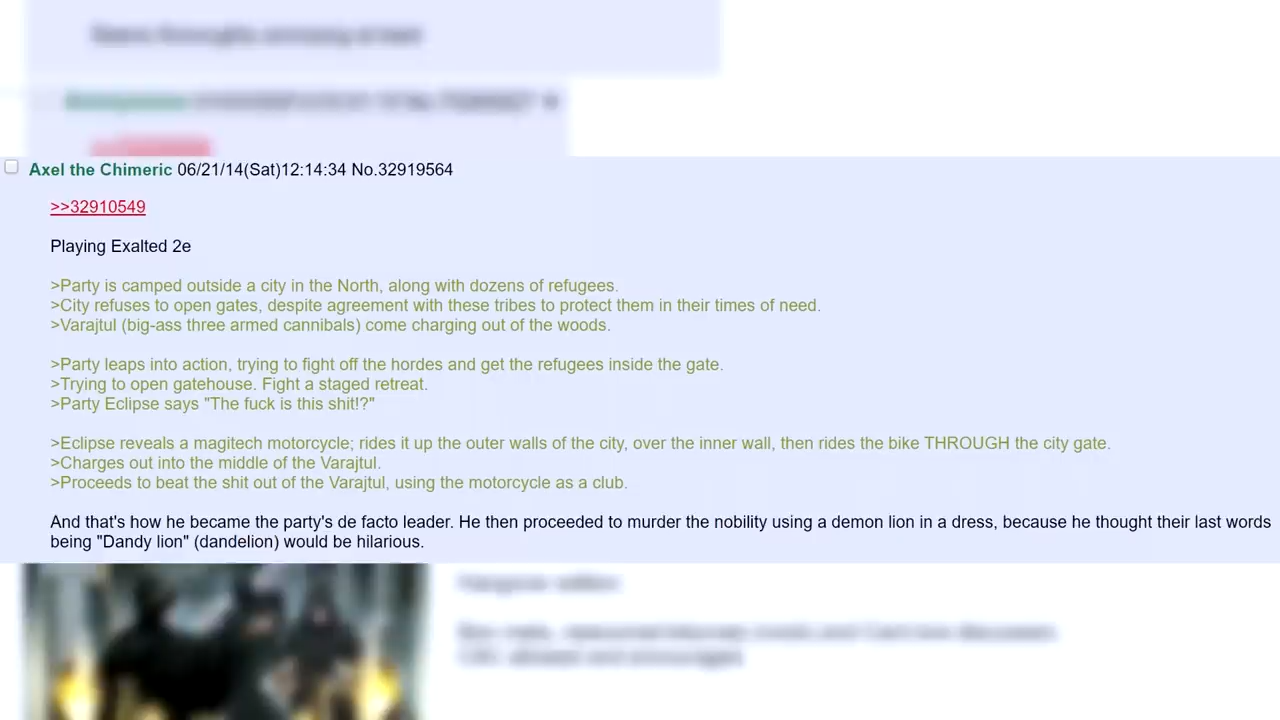 Axel the Chimeric 06/21/14(Sat)12:14:34 No.32919564
>>32910549
Playing Exalted 2e
>Party is camped outside a city in the North, along with dozens of refugees.
>City refuses to open gates, despite agreement with these tribes to protect them in their times of need.
>Varajtul (big-ass three armed cannibals) come charging out of the woods.
>Party leaps into action, trying to fight off the hordes and get the refugees inside the gate.
>Trying to open gatehouse. Fight a staged retreat.
>Party Eclipse says "The fuck is this shit!?"
>Eclipse reveals a magitech motorcycle; rides it up the outer walls of the city, over the inner wall, then rides the bike THROUGH the city gate.
>Charges out into the middle of the Varajtul.
>Proceeds to beat the shit out of the Varajtul, using the motorcycle as a club.
And that's how he became the party's de facto leader. He then proceeded to murder the nobility using a demon lion in a dress, because he thought their last words
being "Dandy lion" (dandelion) would be hilarious.